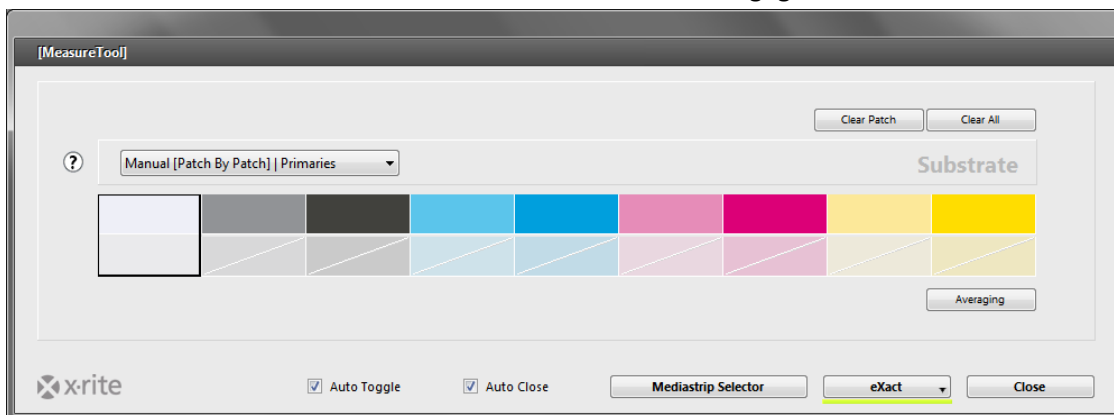 [MeasureTool]
Clear Patch Clear All
? Manual [Patch By Patch] | Primaries Substrate
Averaging
x·rite Auto Toggle Auto Close Mediastrip Selector eXact Close